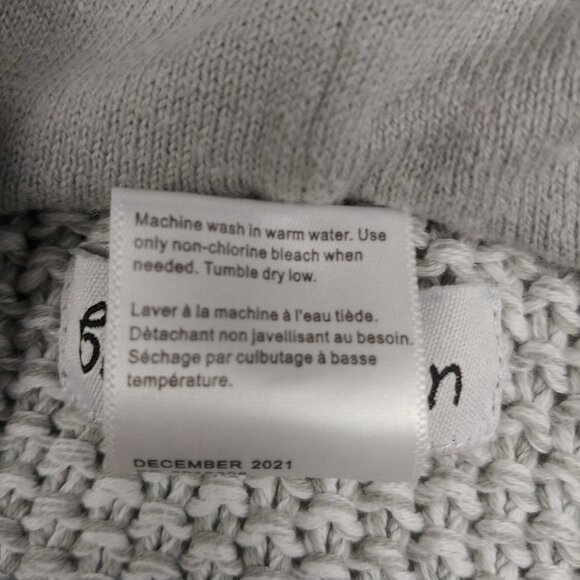 Machine wash in warm water. Use
only non-chlorine bleach when
needed. Tumble dry low.
Laver à la machine à l'eau tiède.
Détachant non javellisant au besoin.
Séchage par culbutage à basse
température.
DECEMBER 2021